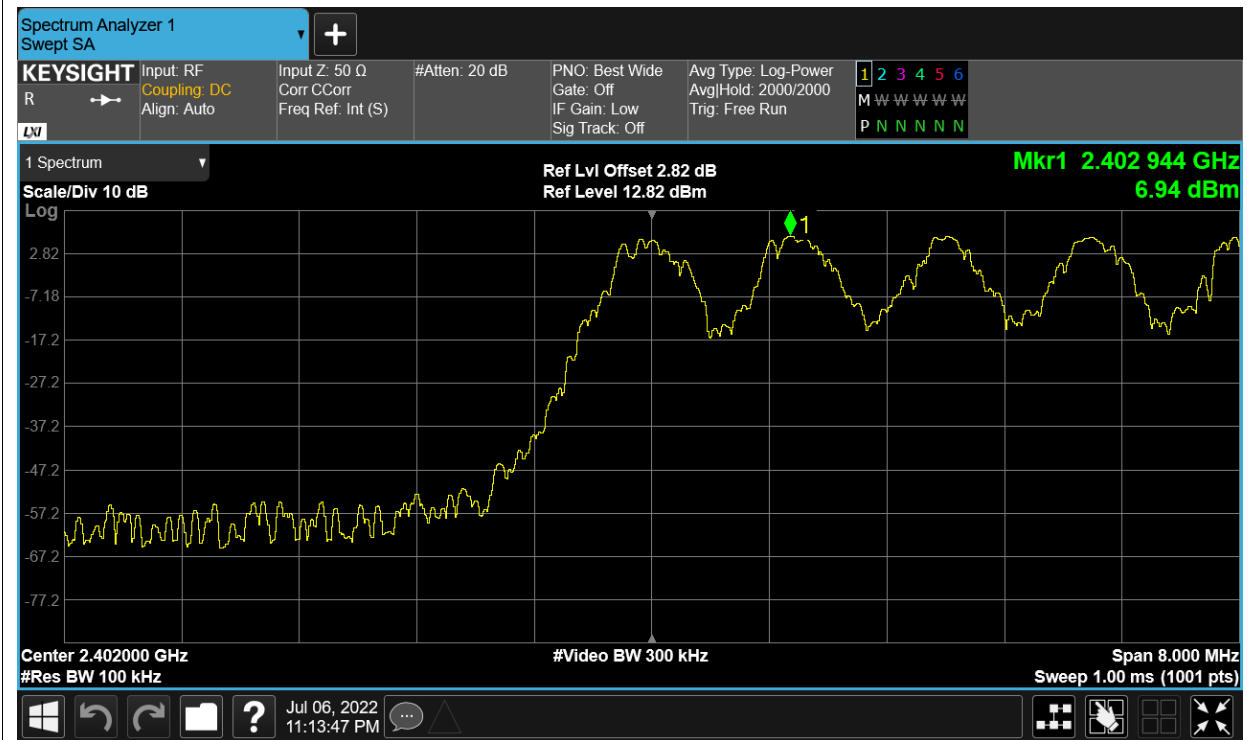 Spectrum Analyzer 1
Swept SA
+
KEYSIGHT
R
LXI
Input: RF
Coupling: DC
Align: Auto
Input Z: 50 Ω
Corr CCorr
Freq Ref: Int (S)
#Atten: 20 dB
PNO: Best Wide
Gate: Off
IF Gain: Low
Sig Track: Off
Avg Type: Log-Power
Avg|Hold: 2000/2000
Trig: Free Run
1 2 3 4 5 6
M W W W W W
P N N N N N
1 Spectrum
Scale/Div 10 dB
Ref Lvl Offset 2.82 dB
Ref Level 12.82 dBm
Mkr1 2.402 944 GHz
6.94 dBm
Log
1
2.82
-7.18
-17.2
-27.2
-37.2
-47.2
-57.2
-67.2
-77.2
Center 2.402000 GHz
#Res BW 100 kHz
#Video BW 300 kHz
Span 8.000 MHz
Sweep 1.00 ms (1001 pts)
?
Jul 06, 2022
11:13:47 PM